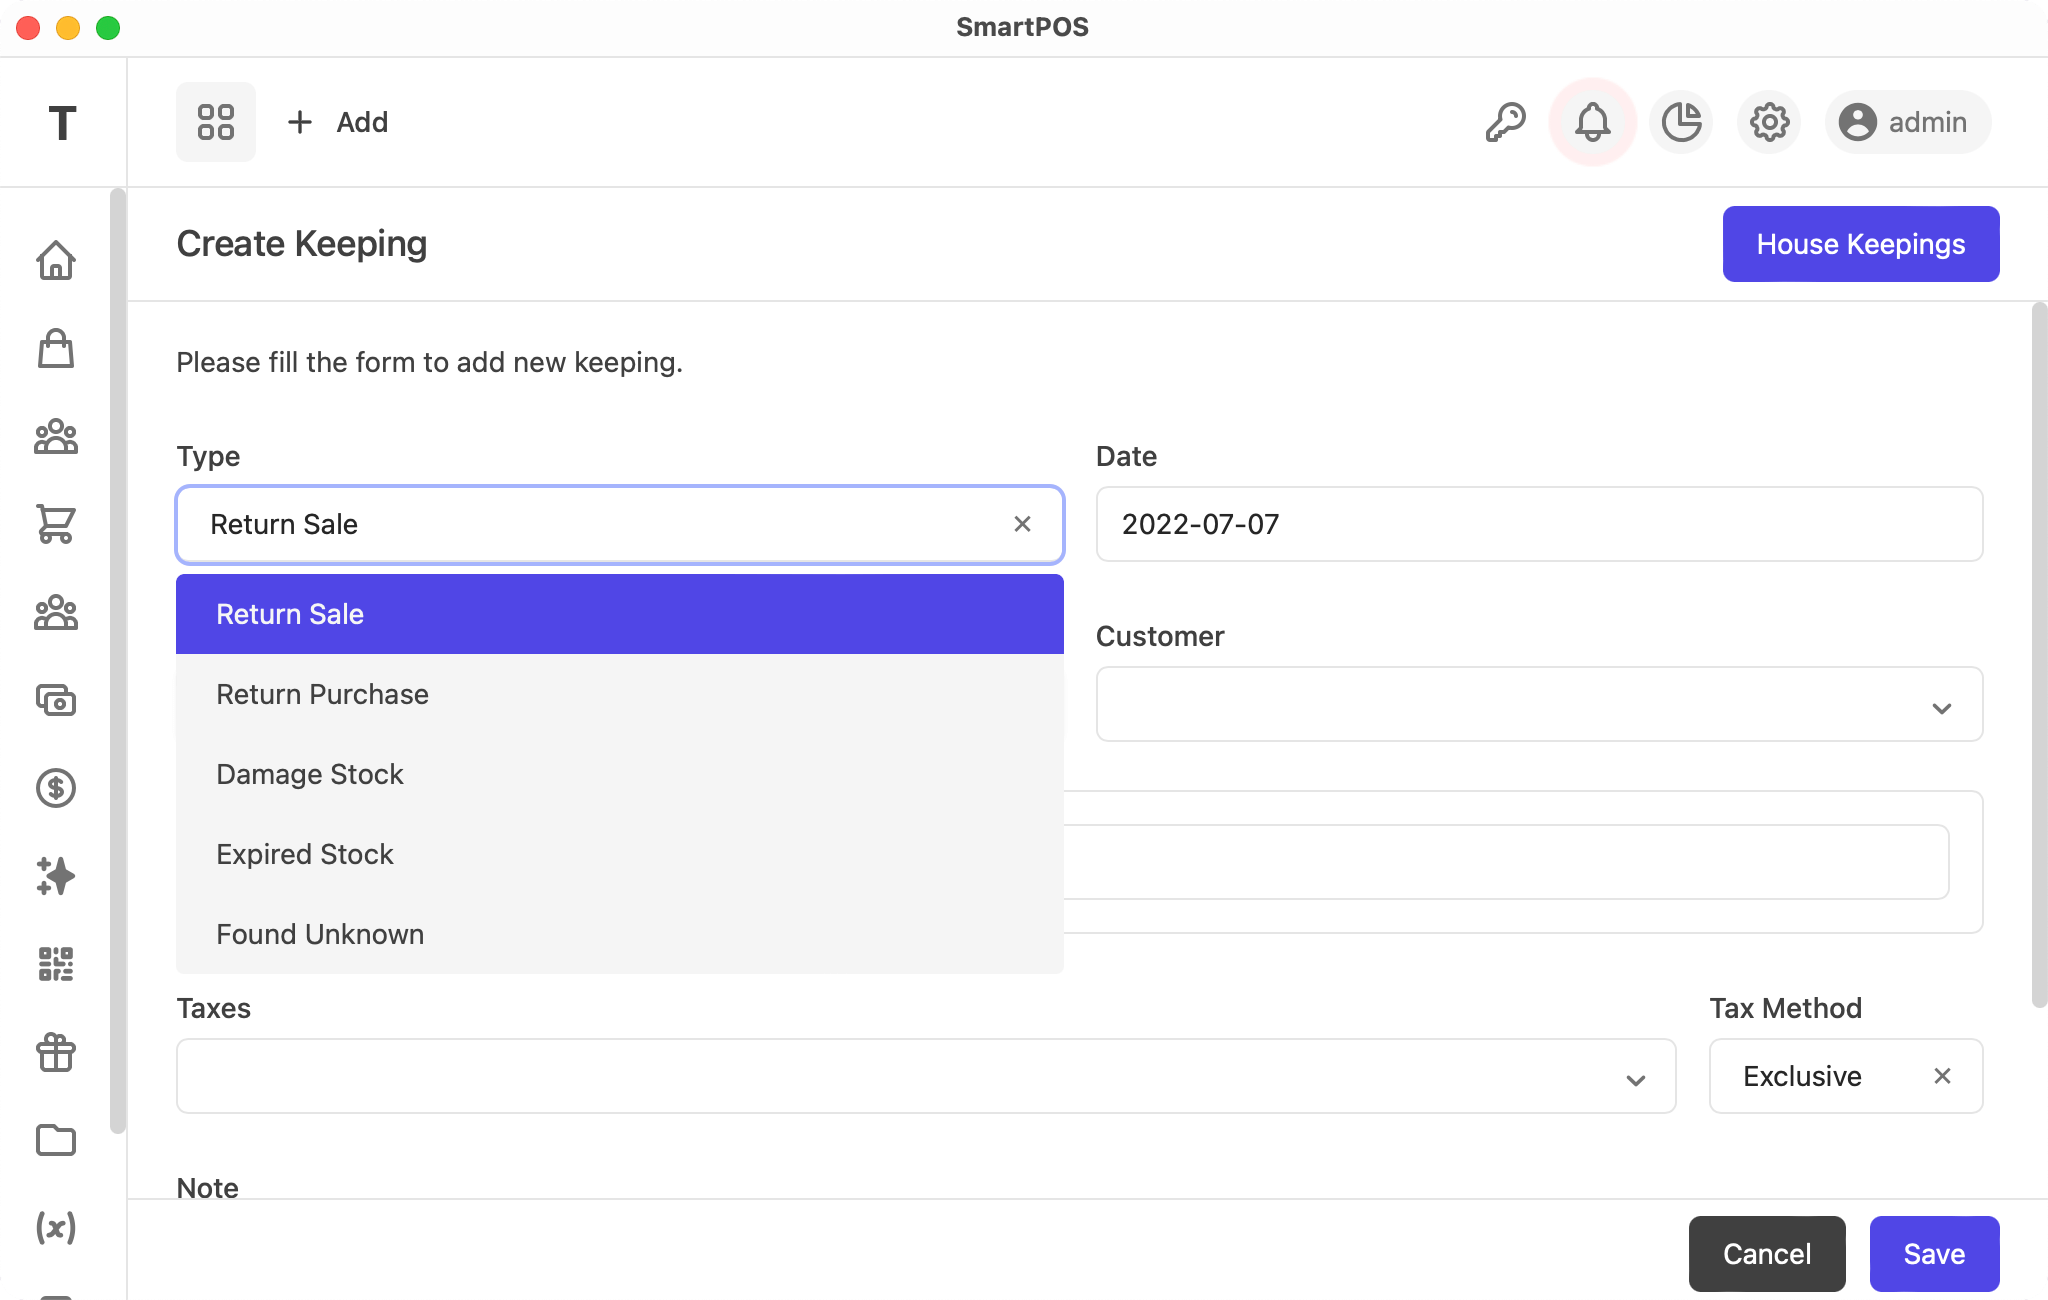 SmartPOS
T
Add
admin
Create Keeping
House Keepings
Please fill the form to add new keeping.
Type
Date
Return Sale
2022-07-07
Return Sale
Customer
Return Purchase
Damage Stock
Expired Stock
Found Unknown
Taxes
Tax Method
Exclusive
Note
(x)
Cancel
Save